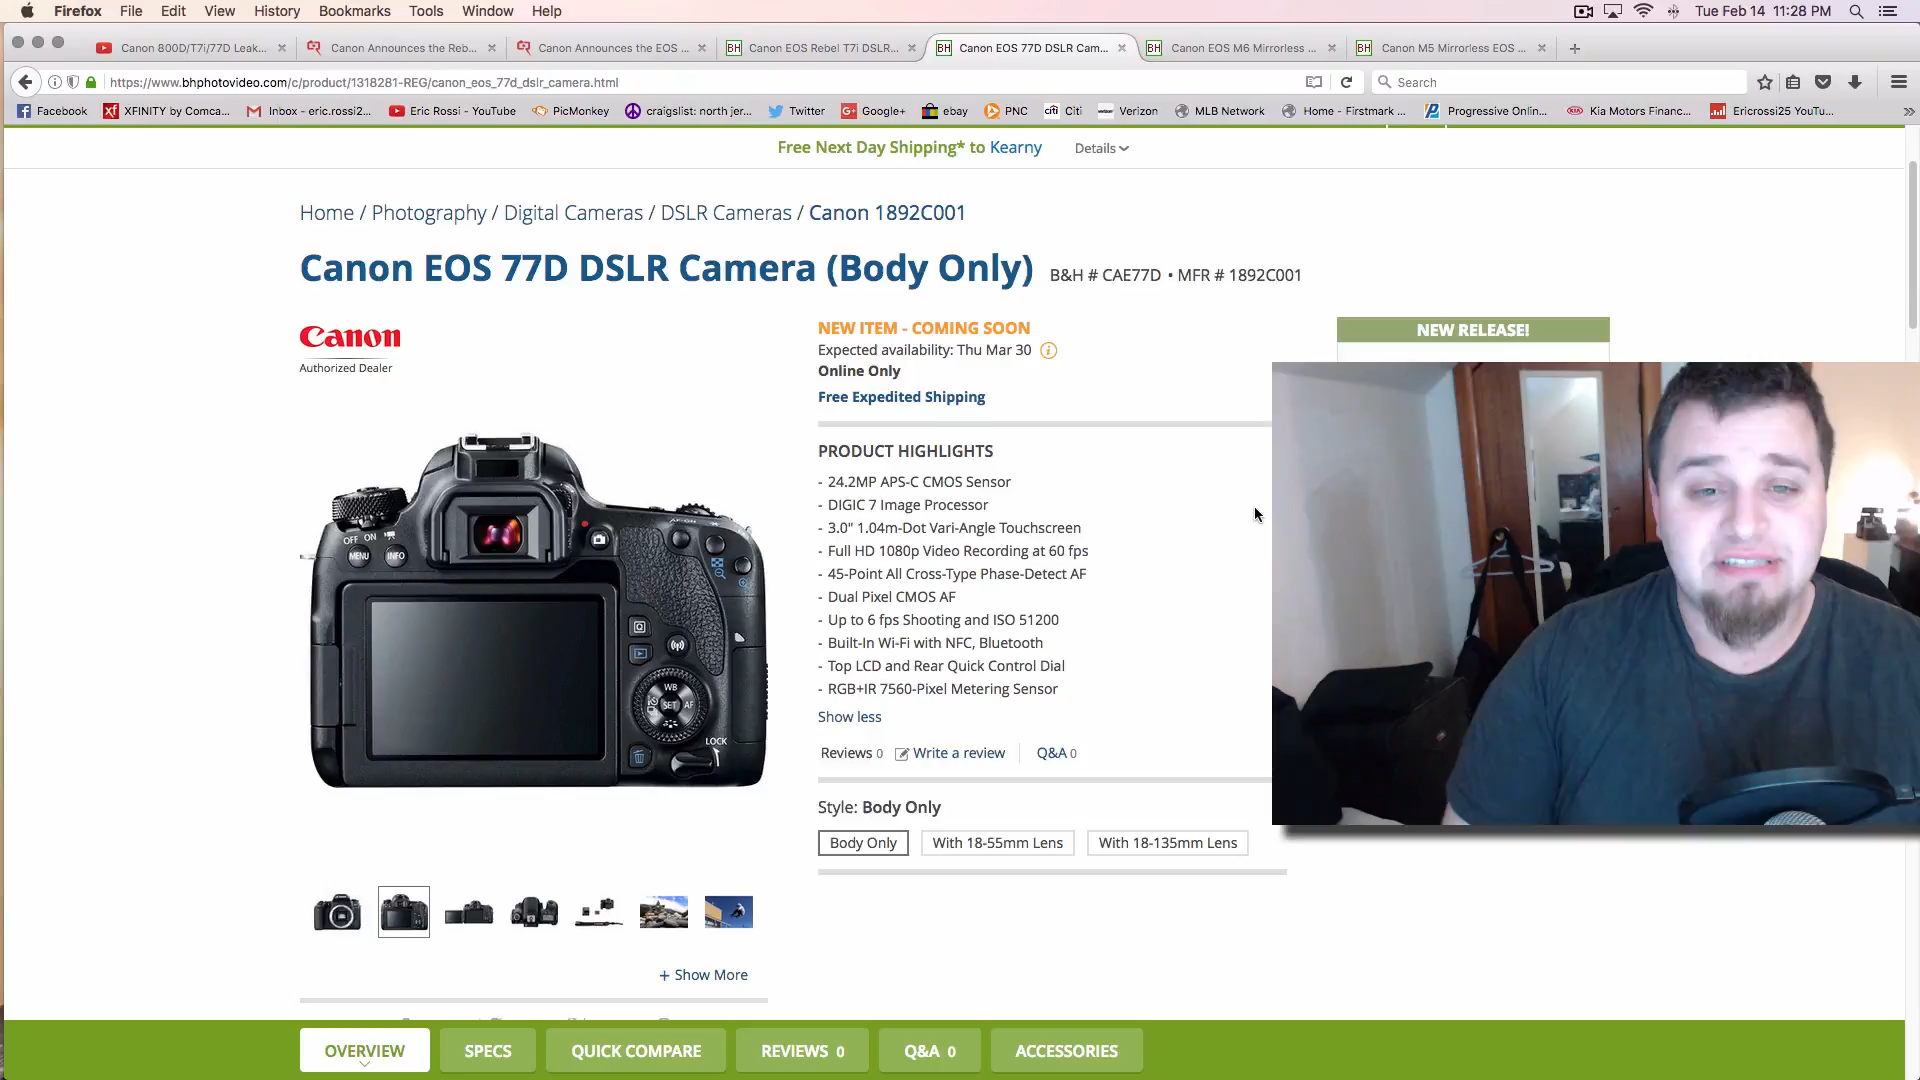 Firefox File Edit View History Bookmarks Tools Window Help Tue Feb 14 11:28 PM
Canon 800D/T7i/77D Leak... Canon Announces the Reb... Canon Announces the EOS ... Canon EOS Rebel T7i DSLR... Canon EOS 77D DSLR Cam... Canon EOS M6 Mirrorless ... Canon M5 Mirrorless EOS ...
https://www.bhphotovideo.com/c/product/1318281-REG/canon_eos_77d_dslr_camera.html Search
Facebook XFINITY by Comca... Inbox - eric.rossi2... Eric Rossi - YouTube PicMonkey craigslist: north jer... Twitter Google+ ebay PNC Citi Verizon MLB Network Home - Firstmark ... Progressive Onlin... Kia Motors Financ... Ericrossi25 YouTu...
Free Next Day Shipping* to Kearny Details
Home / Photography / Digital Cameras / DSLR Cameras / Canon 1892C001
Canon EOS 77D DSLR Camera (Body Only) B&H # CAE77D • MFR # 1892C001
Canon
Authorized Dealer
NEW ITEM - COMING SOON
Expected availability: Thu Mar 30
Online Only
Free Expedited Shipping
NEW RELEASE!
PRODUCT HIGHLIGHTS
- 24.2MP APS-C CMOS Sensor
- DIGIC 7 Image Processor
- 3.0" 1.04m-Dot Vari-Angle Touchscreen
- Full HD 1080p Video Recording at 60 fps
- 45-Point All Cross-Type Phase-Detect AF
- Dual Pixel CMOS AF
- Up to 6 fps Shooting and ISO 51200
- Built-In Wi-Fi with NFC, Bluetooth
- Top LCD and Rear Quick Control Dial
- RGB+IR 7560-Pixel Metering Sensor
Show less
Reviews 0 Write a review Q&A 0
Style: Body Only
Body Only With 18-55mm Lens With 18-135mm Lens
OFF ON
MENU INFO
AF-ON
Q
WB
SET AF
LOCK
+ Show More
OVERVIEW SPECS QUICK COMPARE REVIEWS 0 Q&A 0 ACCESSORIES